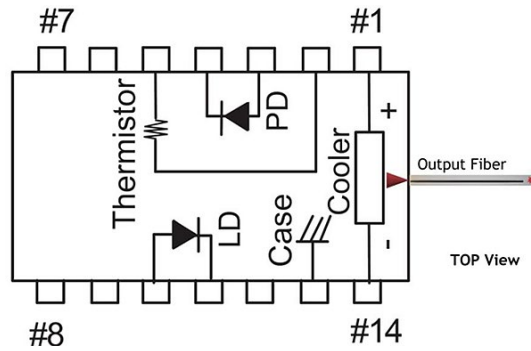 #7
#1
Thermistor
PD
+
Cooler
-
Output Fiber
LD
Case
TOP View
#8
#14